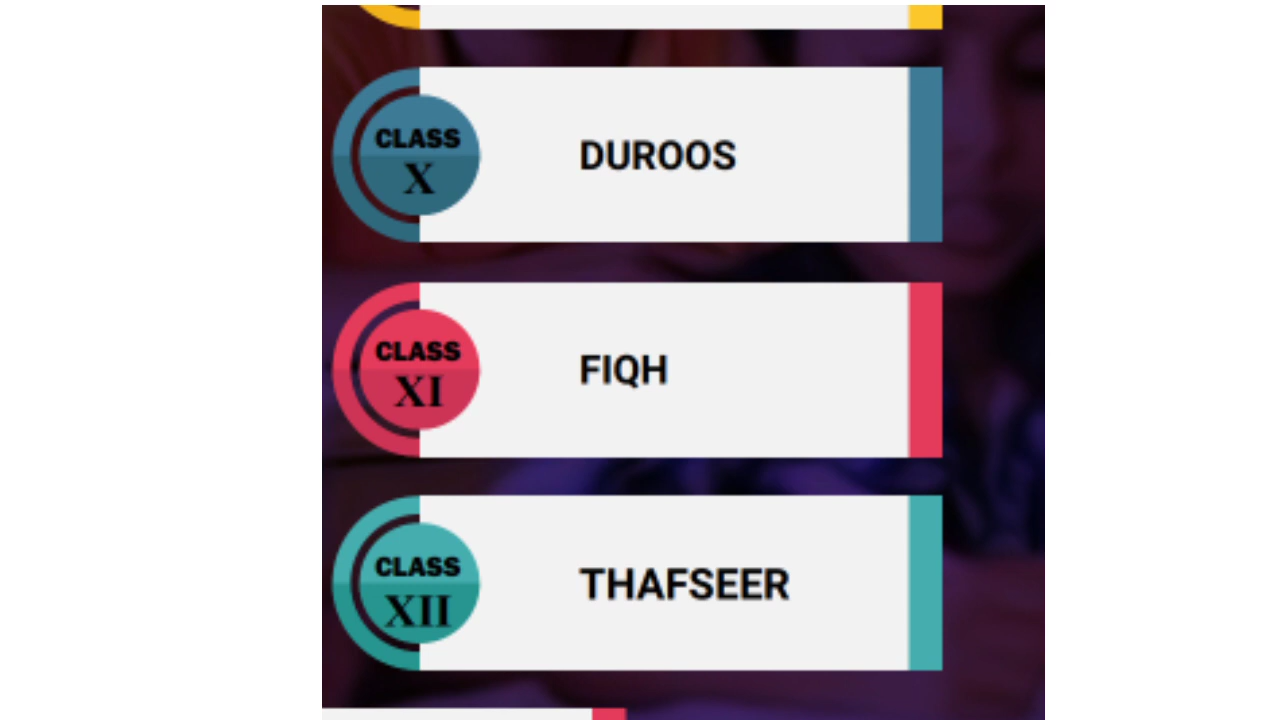 CLASS
X
DUROOS
CLASS
XI
FIQH
CLASS
XII
THAFSEER